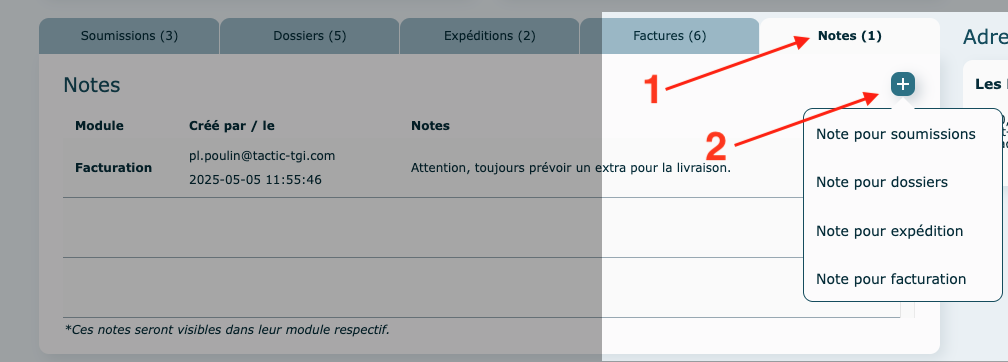 Soumissions (3)
Dossiers (5)
Expéditions (2)
Factures (6)
Notes (1)
Adre
Notes
1
+
Les
Module
Créé par / le
Notes
2
Note pour soumissions
pl.poulin@tactic-tgi.com
Facturation
Attention, toujours prévoir un extra pour la livraison.
2025-05-05 11:55:46
Note pour dossiers
Note pour expédition
Note pour facturation
*Ces notes seront visibles dans leur module respectif.